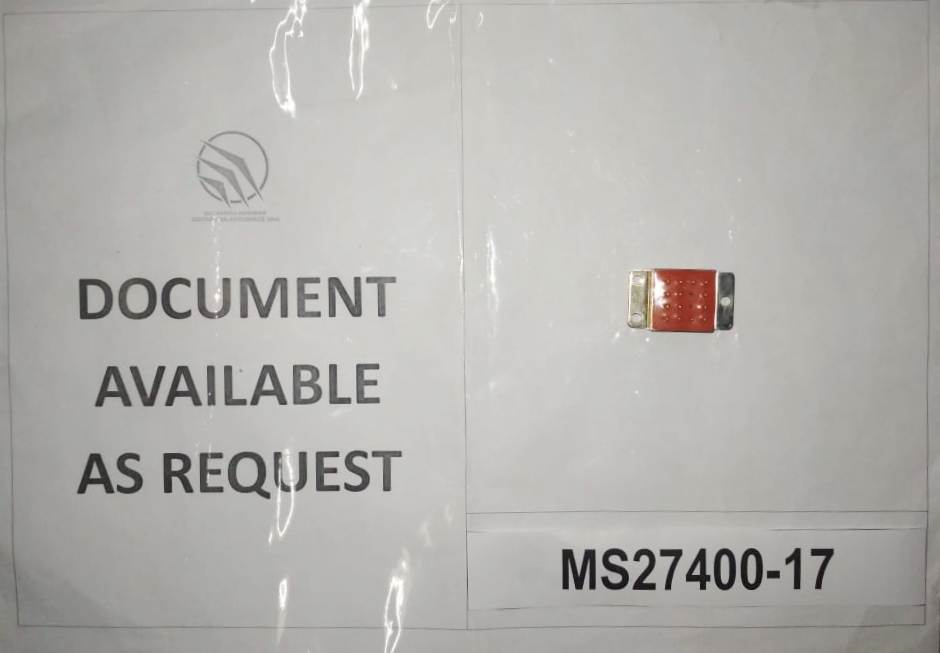 DOCUMENT
AVAILABLE
AS REQUEST
MS27400-17